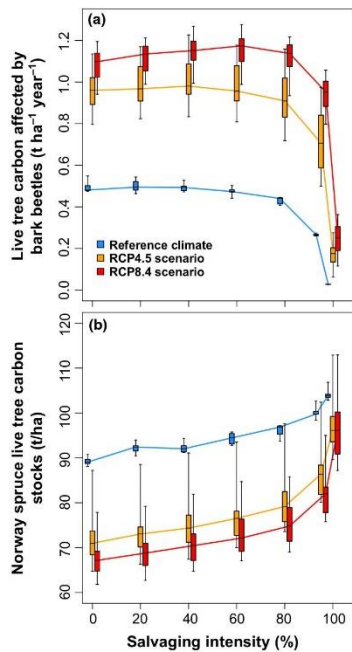 (a)
Live tree carbon affected by
bark beetles (t ha⁻¹ year⁻¹)
1.2
1.0
0.8
0.6
0.4
0.2
0.0
Reference climate
RCP4.5 scenario
RCP8.4 scenario
(b)
Norway spruce live tree carbon
stocks (t/ha)
120
110
100
90
80
70
60
0 20 40 60 80 100
Salvaging intensity (%)